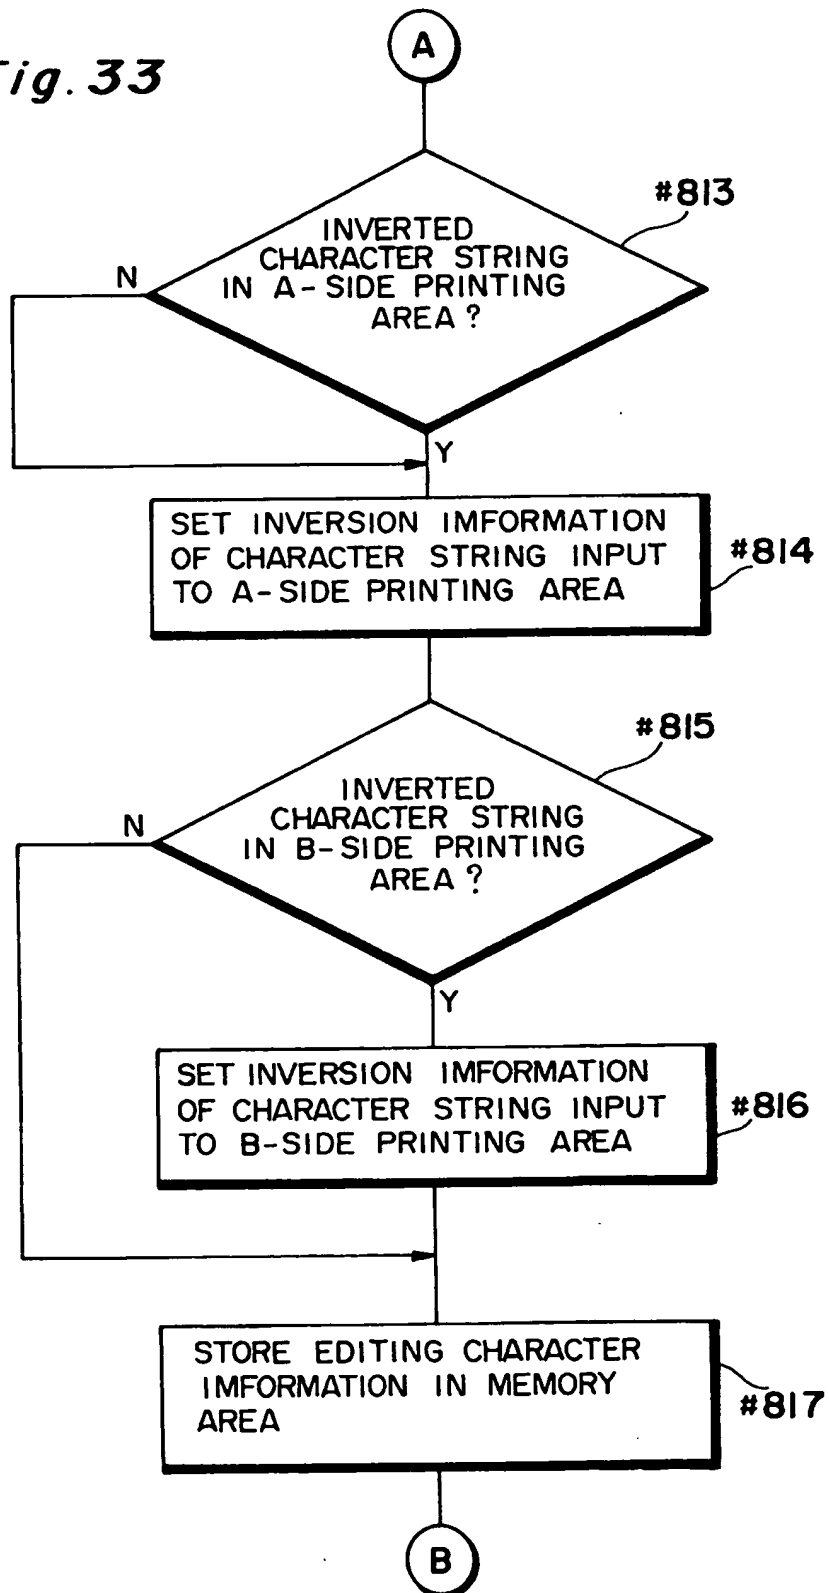 A
Fig. 33
#813
INVERTED
CHARACTER STRING
IN A-SIDE PRINTING
AREA?
N
Y
SET INVERSION IMFORMATION
OF CHARACTER STRING INPUT
TO A-SIDE PRINTING AREA
#814
#815
INVERTED
CHARACTER STRING
IN B-SIDE PRINTING
AREA?
N
Y
SET INVERSION IMFORMATION
OF CHARACTER STRING INPUT
TO B-SIDE PRINTING AREA
#816
STORE EDITING CHARACTER
IMFORMATION IN MEMORY
AREA
#817
B